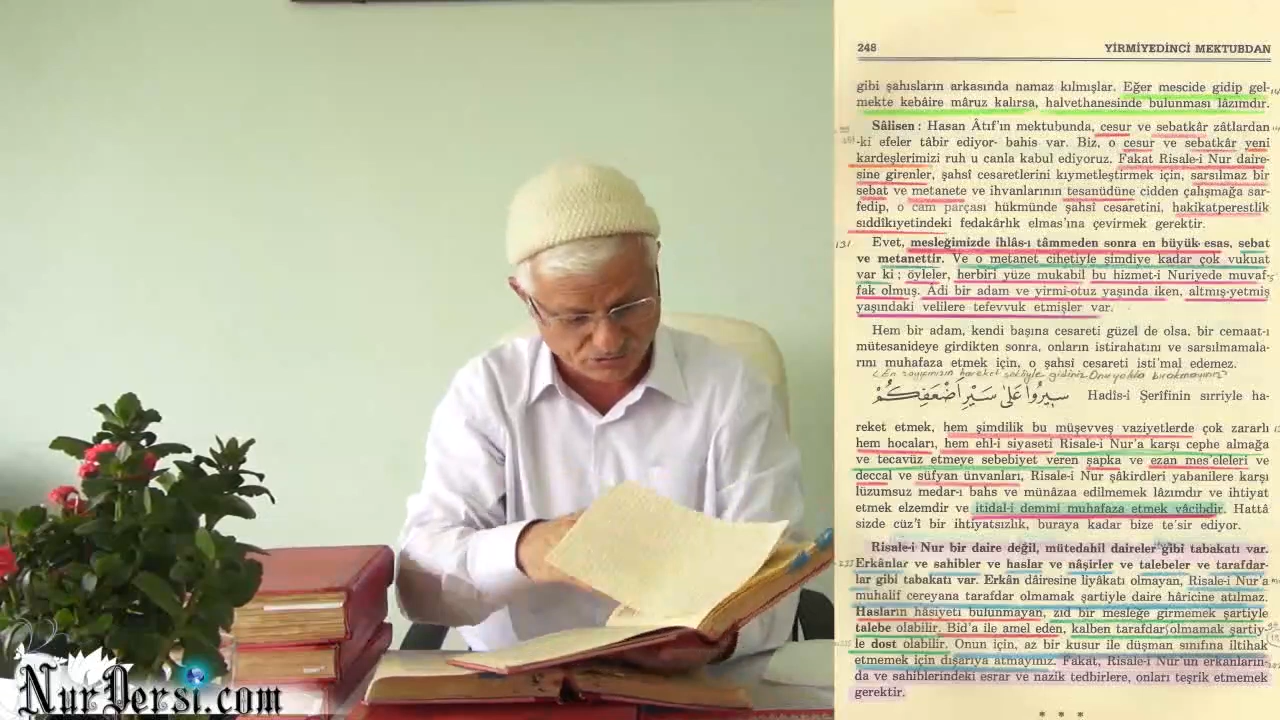 248 YİRMİYEDİNCİ MEKTUBDAN
gibi şahısların arkasında namaz kılmışlar. Eğer mescide gidip gel-
mekte kebâire mâruz kalırsa, halvethanesinde bulunması lâzımdır.
Sâlisen : Hasan Âtıf'ın mektubunda, cesur ve sebatkâr zâtlardan
-ki efeler tâbir ediyor- bahis var. Biz, o cesur ve sebatkâr yeni
kardeşlerimizi ruh u canla kabul ediyoruz. Fakat Risale-i Nur daire-
sine girenler, şahsî cesaretlerini kıymetleştirmek için, sarsılmaz bir
sebat ve metanete ve ihvanlarının tesanüdüne cidden çalışmağa sar-
fedip, o cam parçası hükmünde şahsî cesaretini, hakikatperestlik
sıddîkıyetindeki fedakârlık elmas'ına çevirmek gerektir.
131
Evet, mesleğimizde ihlâs-ı tâmmeden sonra en büyük esas, sebat
ve metanettir. Ve o metanet cihetiyle şimdiye kadar çok vukuat
var ki ; öyleler, herbiri yüze mukabil bu hizmet-i Nuriyede muvaf-
fak olmuş. Adi bir adam ve yirmi-otuz yaşında iken, altmış-yetmiş
yaşındaki velilere tefevvuk etmişler var.
Hem bir adam, kendi başına cesareti güzel de olsa, bir cemaat-ı
mütesanideye girdikten sonra, onların istirahatını ve sarsılmamala-
rını muhafaza etmek için, o şahsî cesareti isti'mal edemez.
سِيرُوا عَلَى سَيْرِ اَضْعَفِكُمْ Hadîs-i Şerifinin sırriyle ha-
reket etmek, hem şimdilik bu müşevveş vaziyetlerde çok zararlı
hem hocaları, hem ehl-i siyaseti Risale-i Nur'a karşı cephe almağa
ve tecavüz etmeye sebebiyet veren şapka ve ezan mes'eleleri ve
deccal ve süfyan ünvanları, Risale-i Nur şâkirdleri yabanilere karşı
lüzumsuz medar-ı bahs ve münâzaa edilmemek lâzımdır ve ihtiyat
etmek elzemdir ve itidal-i demmi muhafaza etmek vâcibdir. Hattâ
sizde cüz'î bir ihtiyatsızlık, buraya kadar bize te'sir ediyor.
Risale-i Nur bir daire değil, mütedahil daireler gibi tabakatı var.
Erkânlar ve sahibler ve haslar ve nâşirler ve talebeler ve tarafdar-
lar gibi tabakatı var. Erkân dâiresine liyâkatı olmayan, Risale-i Nur'a
muhalif cereyana tarafdar olmamak şartiyle daire hâricine atılmaz.
Hasların hâsiyeti bulunmayan, zıd bir mesleğe girmemek şartiyle
talebe olabilir. Bid'a ile amel eden, kalben tarafdar olmamak şartiy-
le dost olabilir. Onun için, az bir kusur ile düşman sınıfına iltihak
etmemek için dışarıya atmayınız. Fakat, Risale-i Nur'un erkanların-
da ve sahiblerindeki esrar ve nazik tedbirlere, onları teşrik etmemek
gerektir.
* * *
NurDersi.com